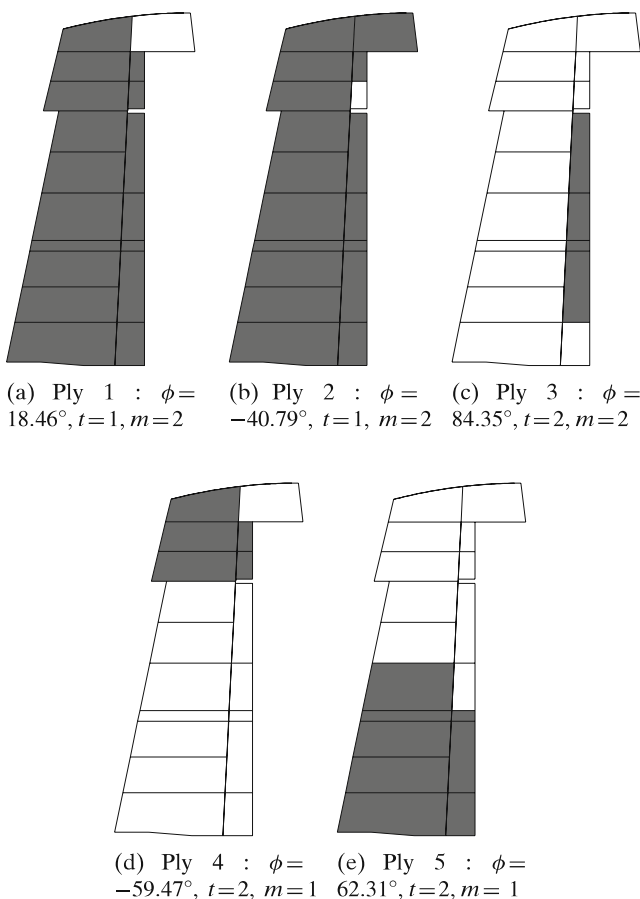 (a) Ply 1 : ϕ=
18.46°, t=1, m=2
(b) Ply 2 : ϕ=
−40.79°, t=1, m=2
(c) Ply 3 : ϕ=
84.35°, t=2, m=2
(d) Ply 4 : ϕ=
−59.47°, t=2, m=1
(e) Ply 5 : ϕ=
62.31°, t=2, m= 1